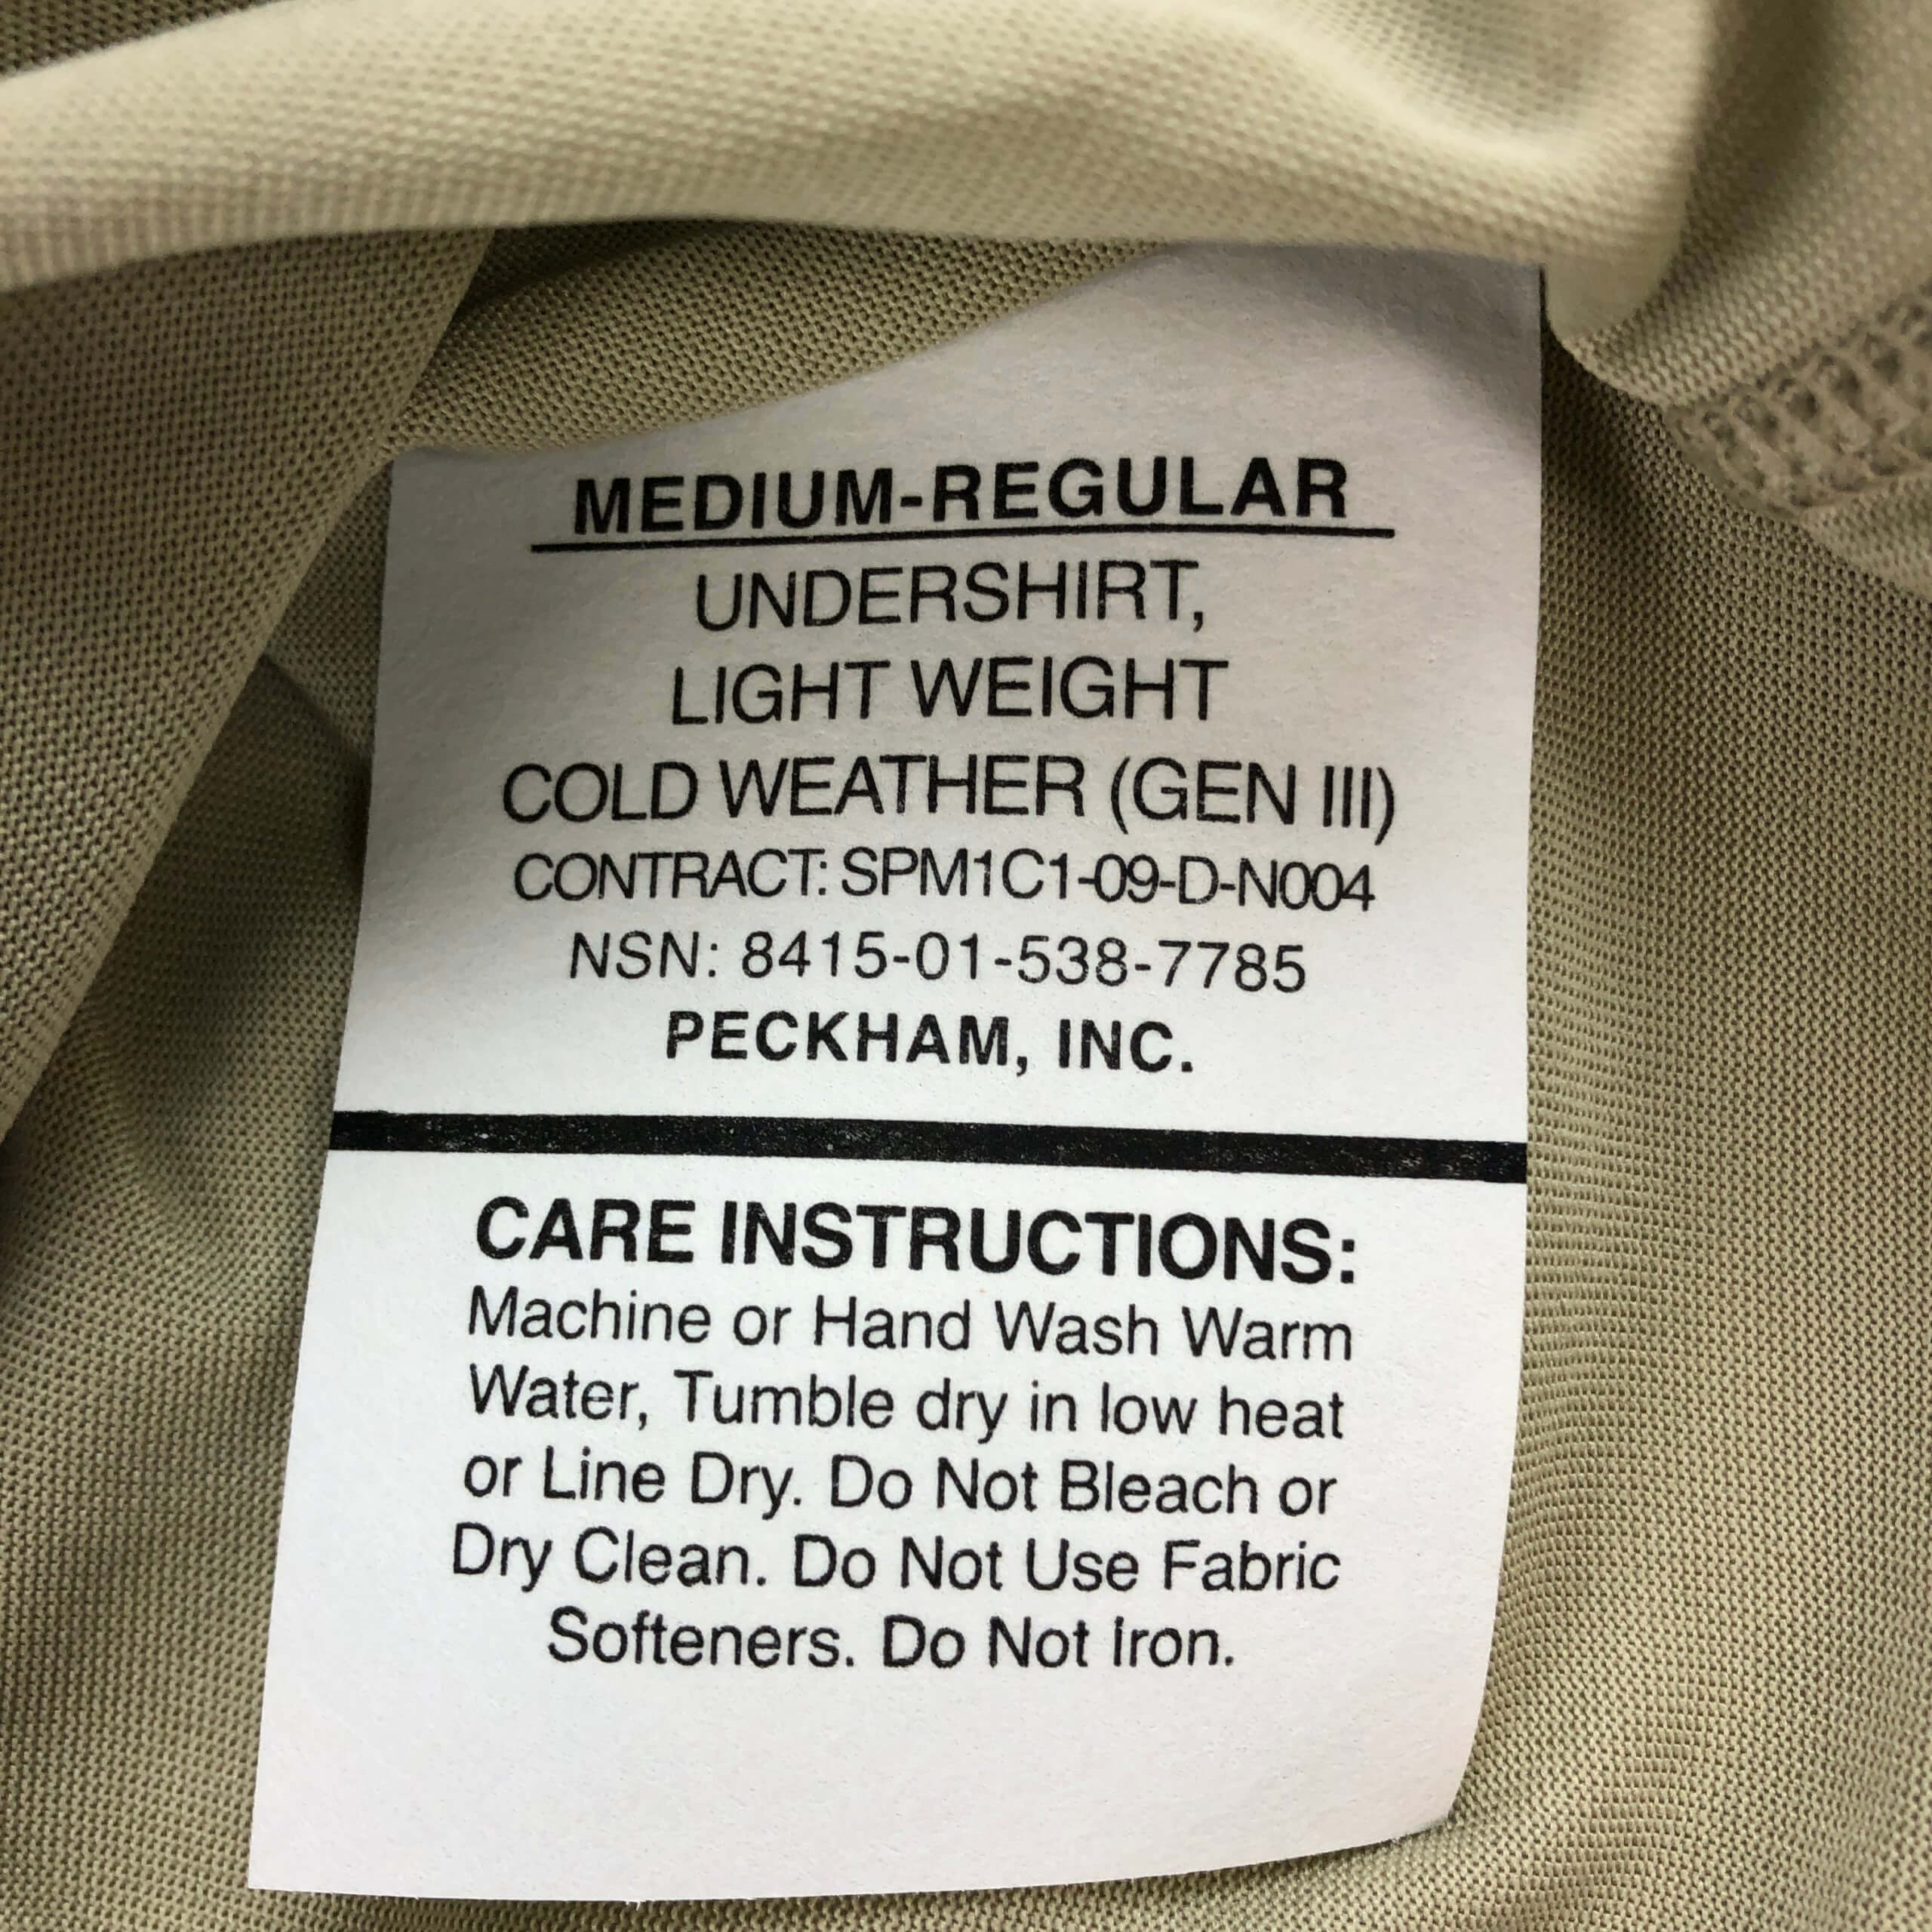 MEDIUM-REGULAR
UNDERSHIRT,
LIGHT WEIGHT
COLD WEATHER (GEN III)
CONTRACT: SPM1C1-09-D-N004
NSN: 8415-01-538-7785
PECKHAM, INC.
CARE INSTRUCTIONS:
Machine or Hand Wash Warm
Water, Tumble dry in low heat
or Line Dry. Do Not Bleach or
Dry Clean. Do Not Use Fabric
Softeners. Do Not Iron.